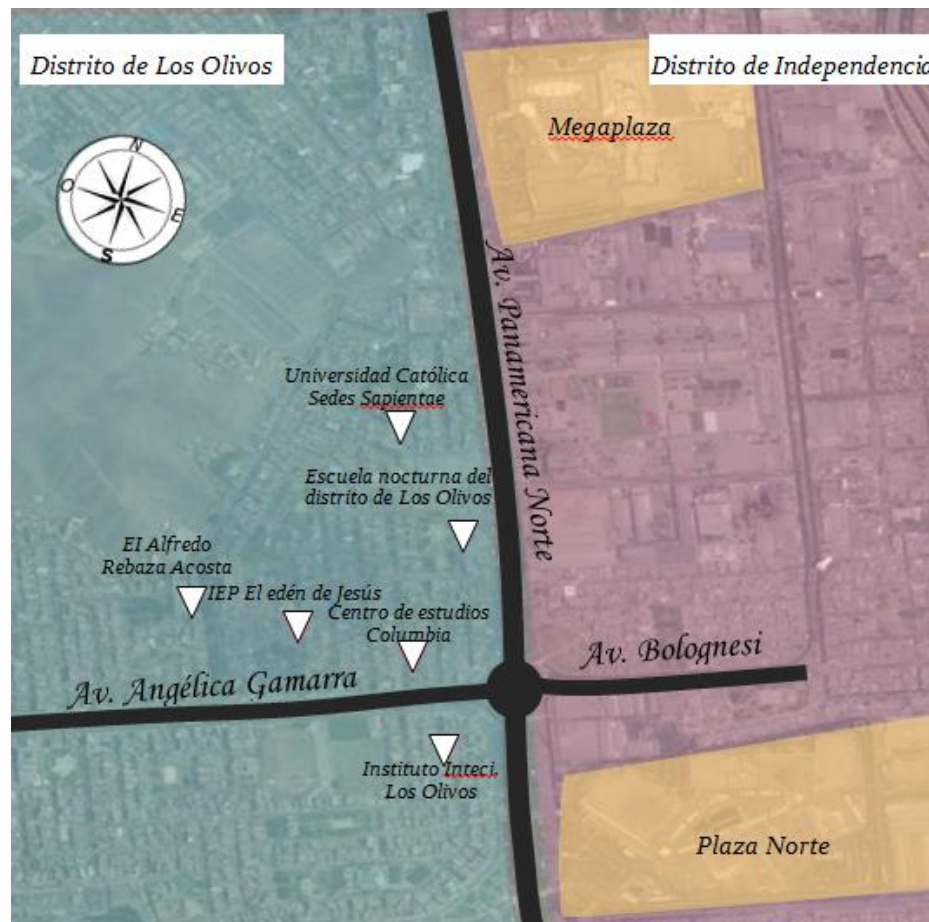 Distrito de Los Olivos
Distrito de Independencia
Megaplaza
N
O
E
S
Av. Panamericana Norte
Universidad Católica
Sedes Sapientae
Escuela nocturna del
distrito de Los Olivos
EI Alfredo
Rebaza Acosta
IEP El edén de Jesús
Centro de estudios
Columbia
Av. Bolognesi
Av. Angélica Gamarra
Instituto Inteci,
Los Olivos
Plaza Norte